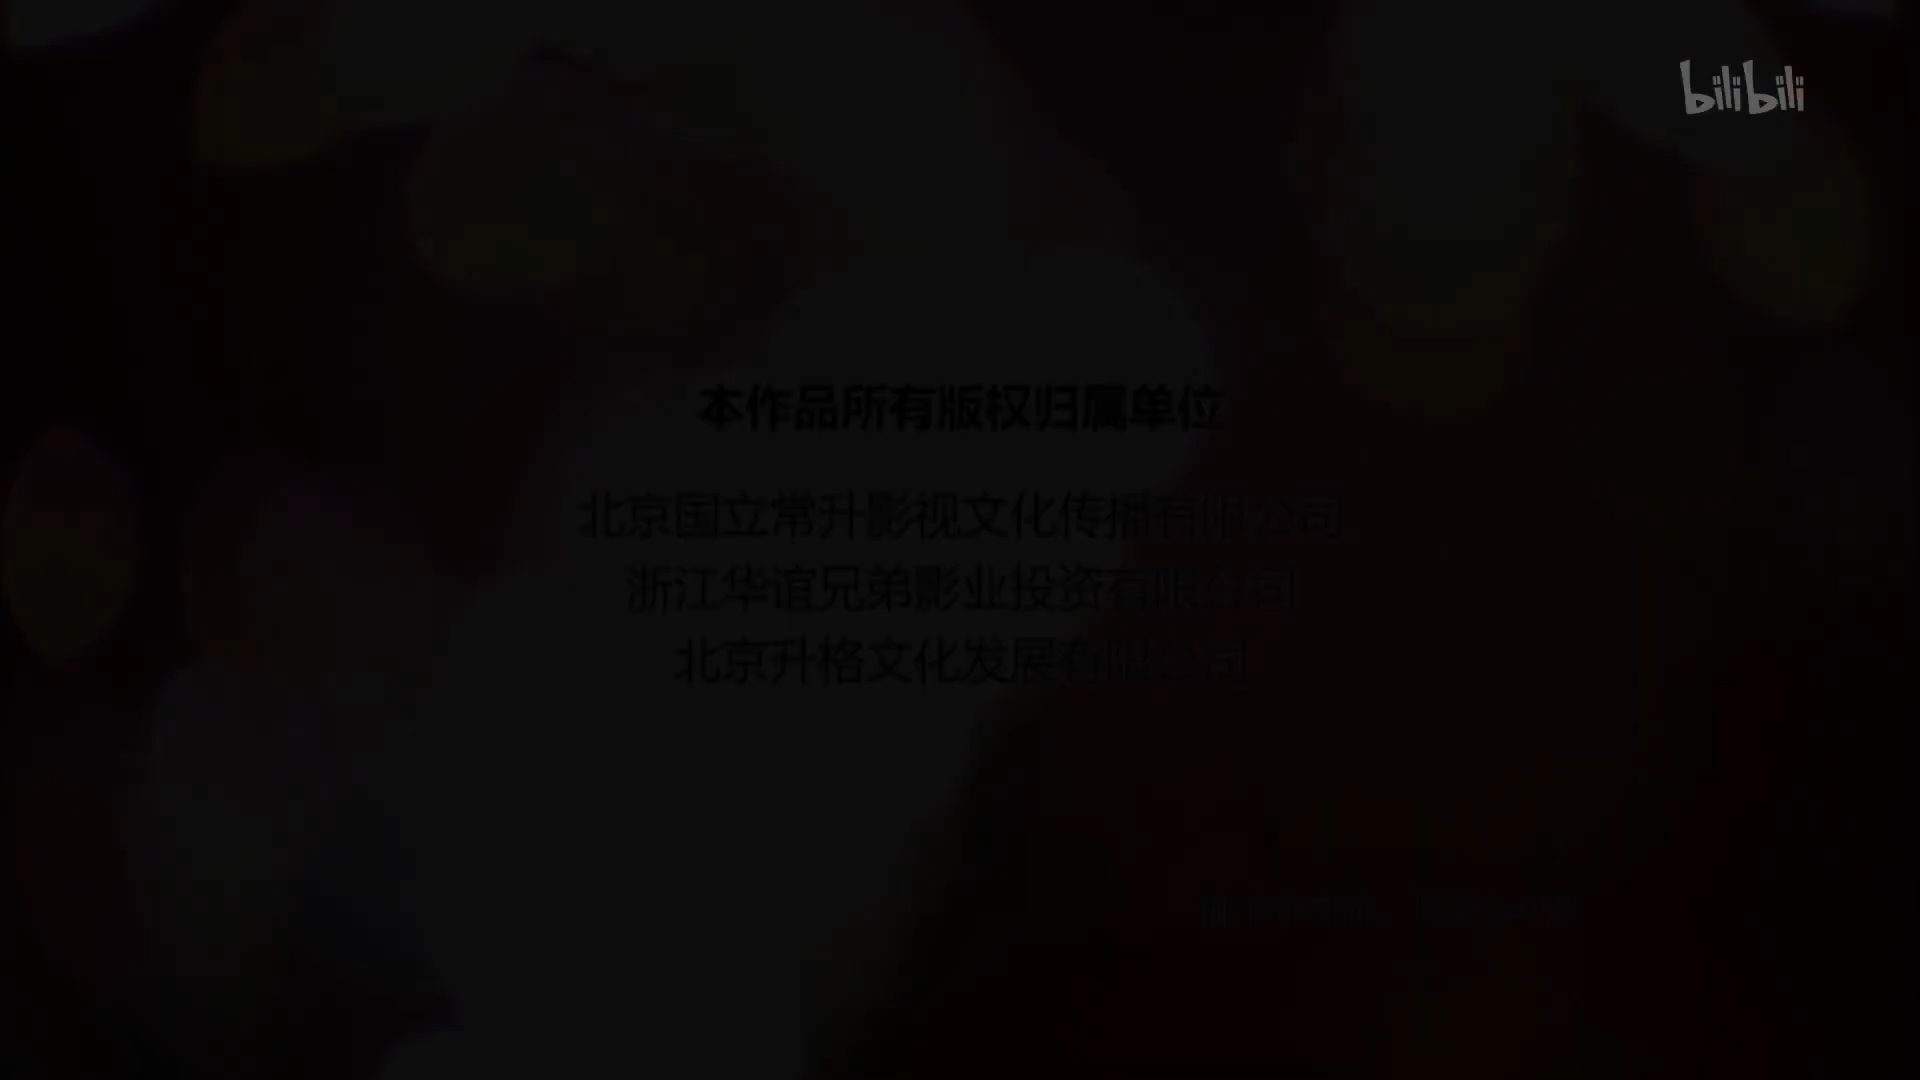 bilibili
本作品所有版权归属单位
北京国立常升影视文化传播有限公司
浙江华谊兄弟影业投资有限公司
北京升格文化发展有限公司